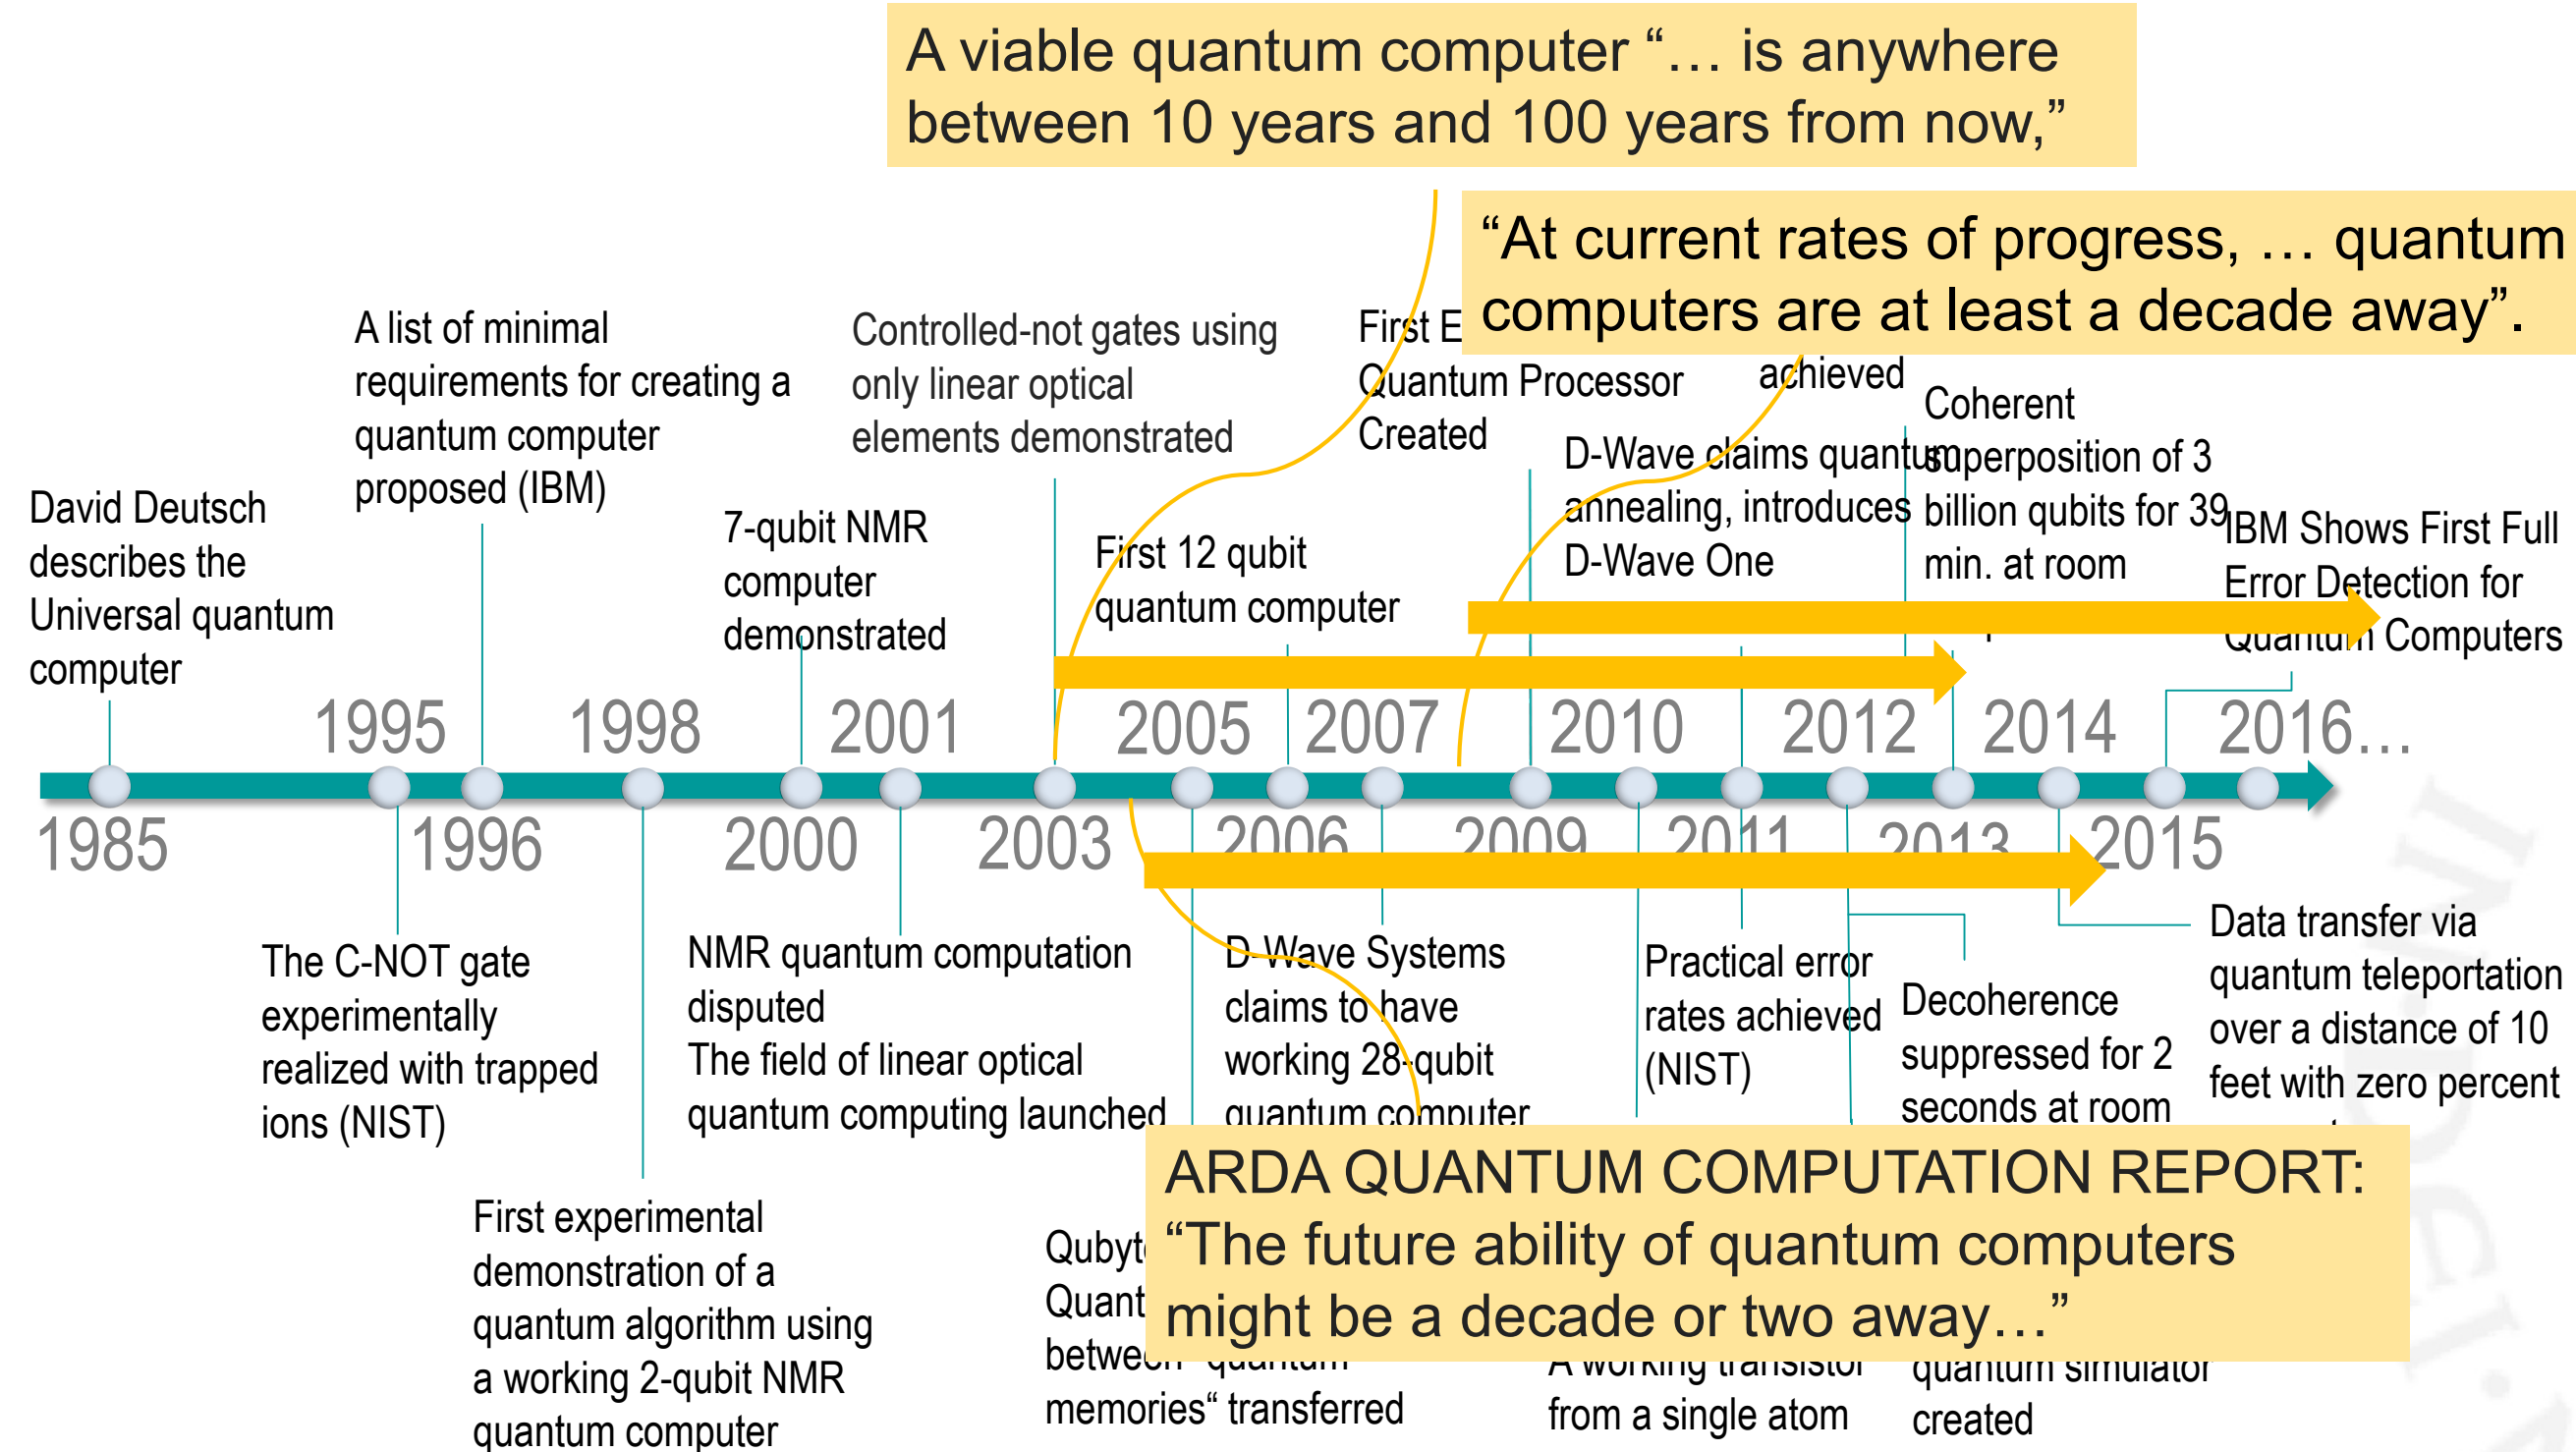 A viable quantum computer “… is anywhere
between 10 years and 100 years from now,”
“At current rates of progress, … quantum
computers are at least a decade away”.
David Deutsch
describes the
Universal quantum
computer
A list of minimal
requirements for creating a
quantum computer
proposed (IBM)
7-qubit NMR
computer
demonstrated
Controlled-not gates using
only linear optical
elements demonstrated
First 12 qubit
quantum computer
First E
Quantum Processor
Created
D-Wave claims quantum
annealing, introduces
D-Wave One
achieved
Coherent
superposition of 3
billion qubits for 39
min. at room
IBM Shows First Full
Error Detection for
Quantum Computers
1995 1998 2001 2005 2007 2010 2012 2014 2016…
1985 1996 2000 2003 2006 2009 2011 2013 2015
The C-NOT gate
experimentally
realized with trapped
ions (NIST)
First experimental
demonstration of a
quantum algorithm using
a working 2-qubit NMR
quantum computer
NMR quantum computation
disputed
The field of linear optical
quantum computing launched
Qubyt
Quant
between “quantum
memories“ transferred
D-Wave Systems
claims to have
working 28-qubit
quantum computer
Practical error
rates achieved
(NIST)
A working transistor
from a single atom
Decoherence
suppressed for 2
seconds at room
quantum simulator
created
Data transfer via
quantum teleportation
over a distance of 10
feet with zero percent
ARDA QUANTUM COMPUTATION REPORT:
“The future ability of quantum computers
might be a decade or two away…”